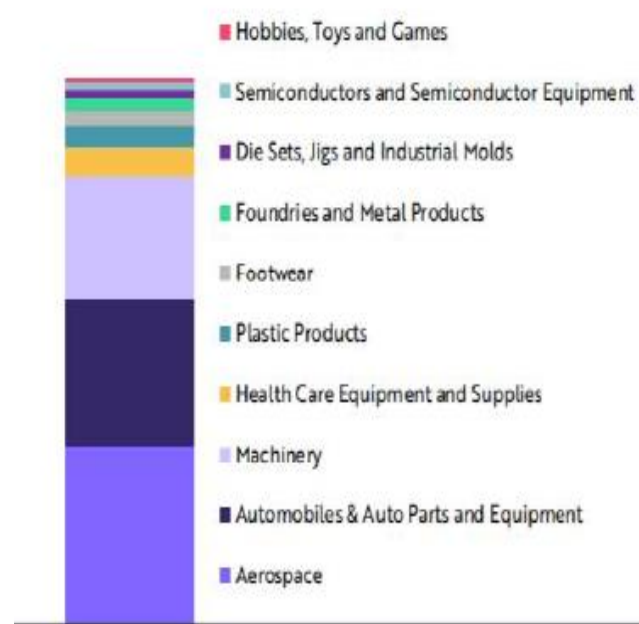 Hobbies, Toys and Games
Semiconductors and Semiconductor Equipment
Die Sets, Jigs and Industrial Molds
Foundries and Metal Products
Footwear
Plastic Products
Health Care Equipment and Supplies
Machinery
Automobiles & Auto Parts and Equipment
Aerospace